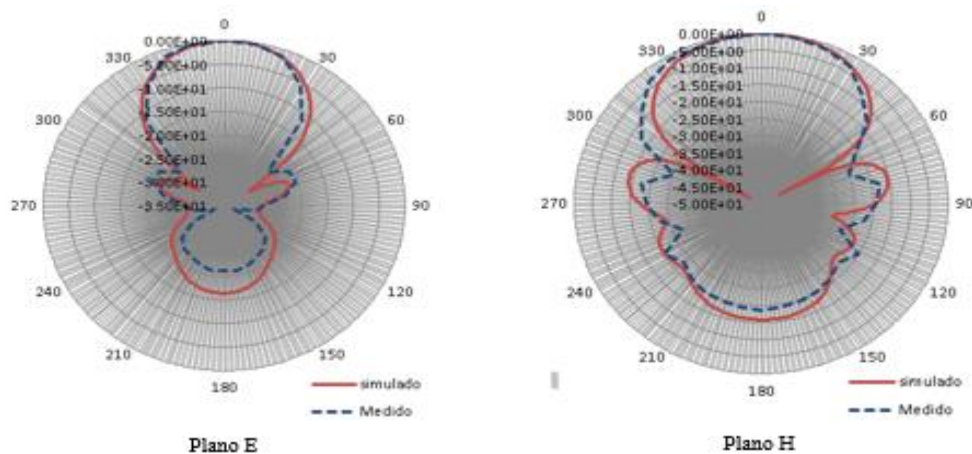 0
30
60
90
120
150
180
210
240
270
300
330
0.00E+00
-5.00E+00
-1.00E+01
-1.50E+01
-2.00E+01
-2.50E+01
-3.00E+01
-3.50E+01
simulado
Medido
Plano E
0
30
60
90
120
150
180
210
240
270
300
330
0.00E+00
-5.00E+00
-1.00E+01
-1.50E+01
-2.00E+01
-2.50E+01
-3.00E+01
-3.50E+01
-4.00E+01
-4.50E+01
-5.00E+01
simulado
Medido
Plano H